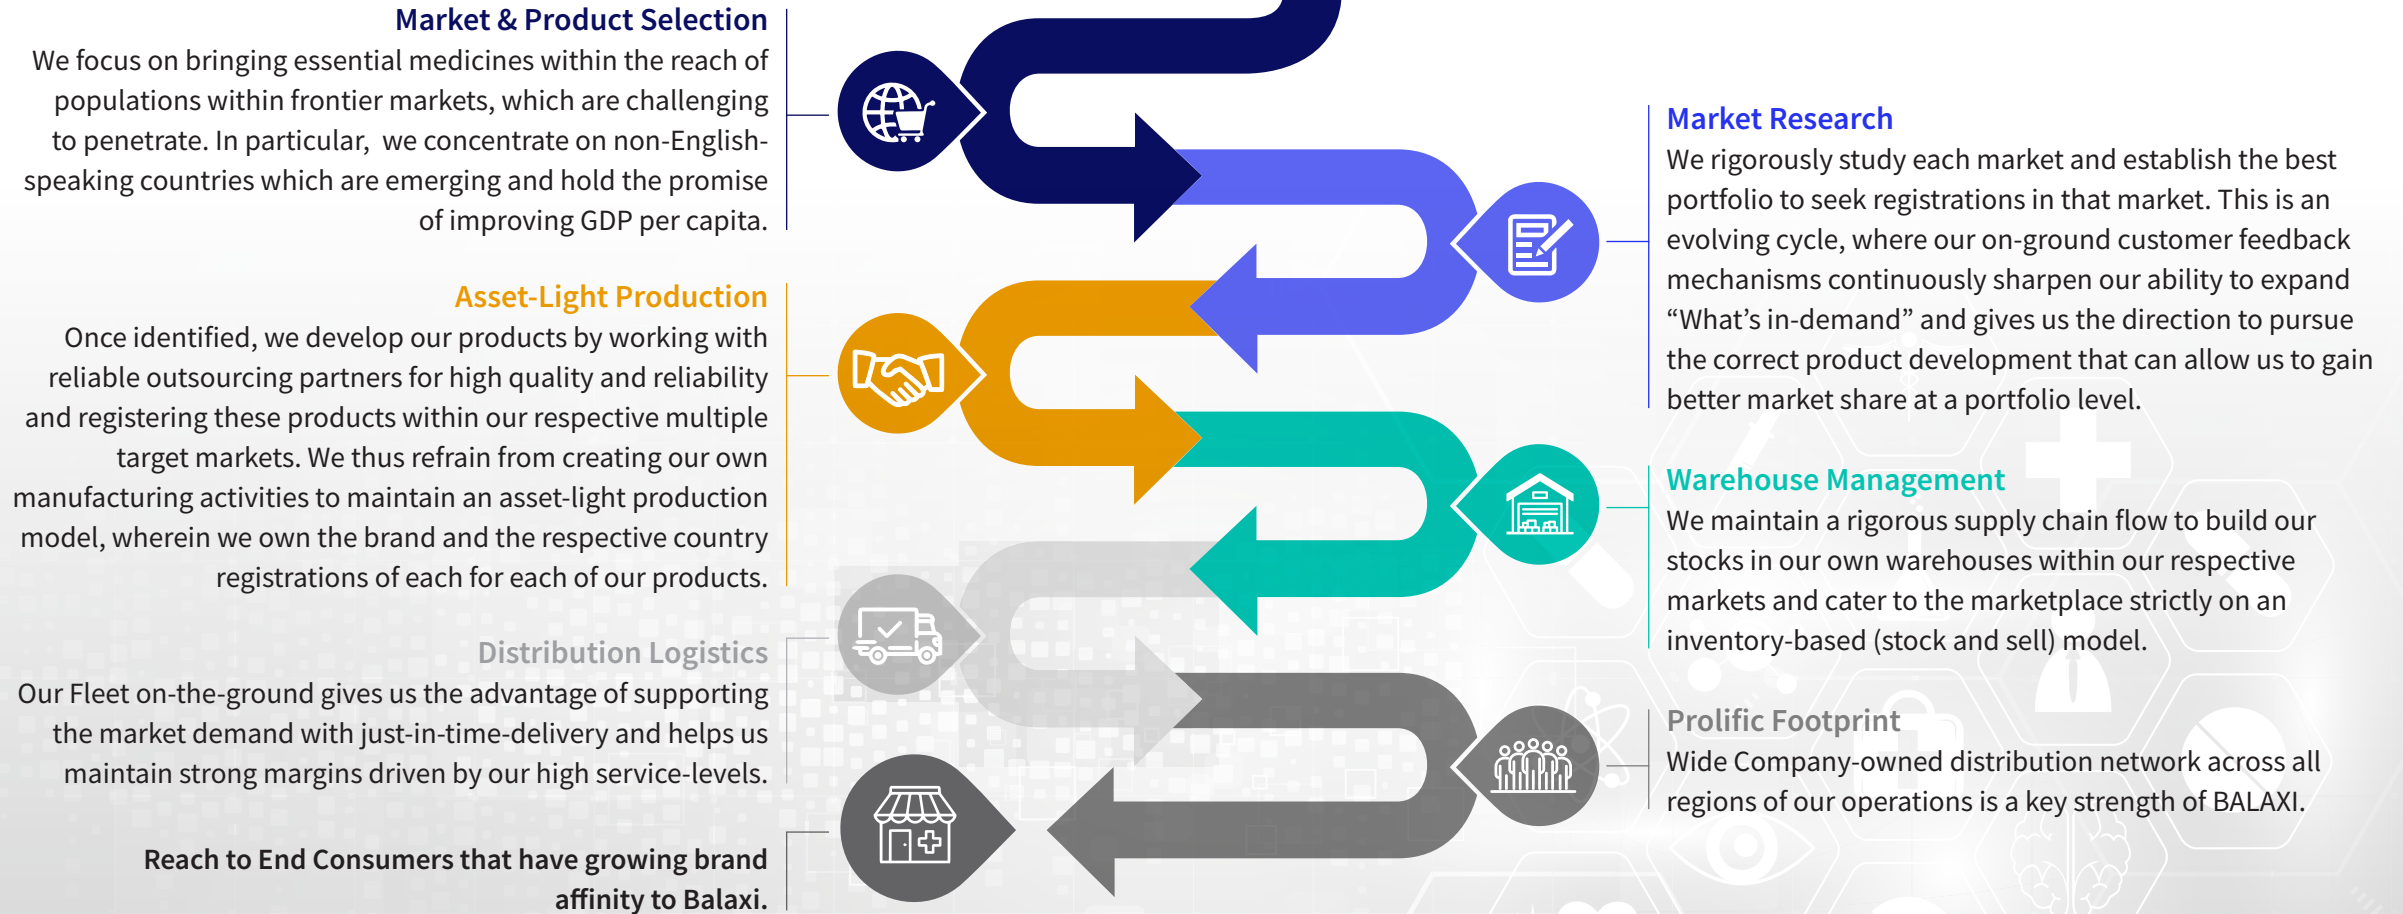 Market & Product Selection
We focus on bringing essential medicines within the reach of
populations within frontier markets, which are challenging
to penetrate. In particular, we concentrate on non-English-
speaking countries which are emerging and hold the promise
of improving GDP per capita.
Market Research
We rigorously study each market and establish the best
portfolio to seek registrations in that market. This is an
evolving cycle, where our on-ground customer feedback
mechanisms continuously sharpen our ability to expand
“What’s in-demand” and gives us the direction to pursue
the correct product development that can allow us to gain
better market share at a portfolio level.
Asset-Light Production
Once identified, we develop our products by working with
reliable outsourcing partners for high quality and reliability
and registering these products within our respective multiple
target markets. We thus refrain from creating our own
manufacturing activities to maintain an asset-light production
model, wherein we own the brand and the respective country
registrations of each for each of our products.
Warehouse Management
We maintain a rigorous supply chain flow to build our
stocks in our own warehouses within our respective
markets and cater to the marketplace strictly on an
inventory-based (stock and sell) model.
Distribution Logistics
Our Fleet on-the-ground gives us the advantage of supporting
the market demand with just-in-time-delivery and helps us
maintain strong margins driven by our high service-levels.
Prolific Footprint
Wide Company-owned distribution network across all
regions of our operations is a key strength of BALAXI.
Reach to End Consumers that have growing brand
affinity to Balaxi.